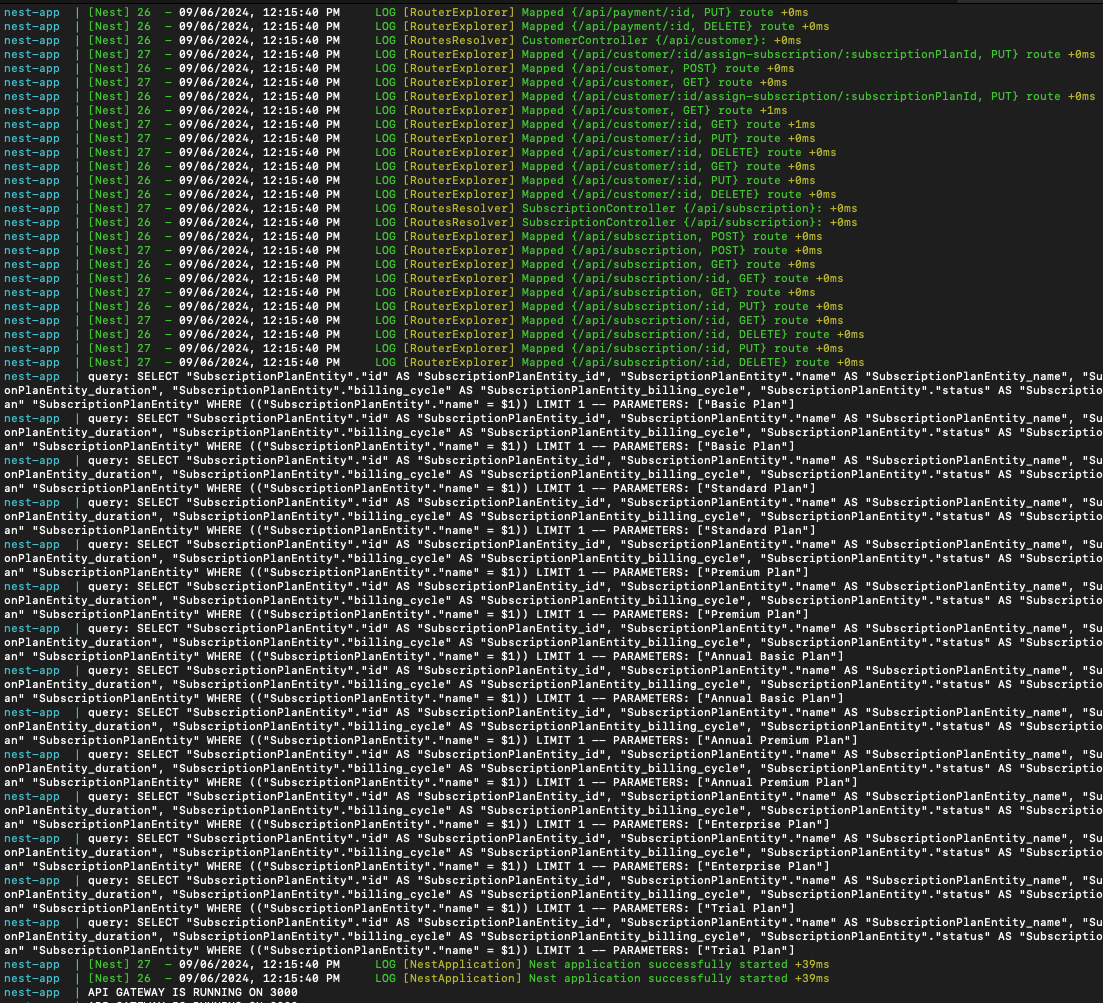 nest-app  | [Nest] 26  - 09/06/2024, 12:15:40 PM     LOG [RouterExplorer] Mapped {/api/payment/:id, PUT} route +0ms
nest-app  | [Nest] 26  - 09/06/2024, 12:15:40 PM     LOG [RouterExplorer] Mapped {/api/payment/:id, DELETE} route +0ms
nest-app  | [Nest] 26  - 09/06/2024, 12:15:40 PM     LOG [RoutesResolver] CustomerController {/api/customer}: +0ms
nest-app  | [Nest] 27  - 09/06/2024, 12:15:40 PM     LOG [RouterExplorer] Mapped {/api/customer/:id/assign-subscription/:subscriptionPlanId, PUT} route +0ms
nest-app  | [Nest] 26  - 09/06/2024, 12:15:40 PM     LOG [RouterExplorer] Mapped {/api/customer, POST} route +0ms
nest-app  | [Nest] 27  - 09/06/2024, 12:15:40 PM     LOG [RouterExplorer] Mapped {/api/customer, GET} route +0ms
nest-app  | [Nest] 26  - 09/06/2024, 12:15:40 PM     LOG [RouterExplorer] Mapped {/api/customer/:id/assign-subscription/:subscriptionPlanId, PUT} route +0ms
nest-app  | [Nest] 26  - 09/06/2024, 12:15:40 PM     LOG [RouterExplorer] Mapped {/api/customer, GET} route +1ms
nest-app  | [Nest] 27  - 09/06/2024, 12:15:40 PM     LOG [RouterExplorer] Mapped {/api/customer/:id, GET} route +1ms
nest-app  | [Nest] 27  - 09/06/2024, 12:15:40 PM     LOG [RouterExplorer] Mapped {/api/customer/:id, PUT} route +0ms
nest-app  | [Nest] 27  - 09/06/2024, 12:15:40 PM     LOG [RouterExplorer] Mapped {/api/customer/:id, DELETE} route +0ms
nest-app  | [Nest] 26  - 09/06/2024, 12:15:40 PM     LOG [RouterExplorer] Mapped {/api/customer/:id, GET} route +0ms
nest-app  | [Nest] 26  - 09/06/2024, 12:15:40 PM     LOG [RouterExplorer] Mapped {/api/customer/:id, PUT} route +0ms
nest-app  | [Nest] 26  - 09/06/2024, 12:15:40 PM     LOG [RouterExplorer] Mapped {/api/customer/:id, DELETE} route +0ms
nest-app  | [Nest] 27  - 09/06/2024, 12:15:40 PM     LOG [RoutesResolver] SubscriptionController {/api/subscription}: +0ms
nest-app  | [Nest] 26  - 09/06/2024, 12:15:40 PM     LOG [RoutesResolver] SubscriptionController {/api/subscription}: +0ms
nest-app  | [Nest] 26  - 09/06/2024, 12:15:40 PM     LOG [RouterExplorer] Mapped {/api/subscription, POST} route +0ms
nest-app  | [Nest] 27  - 09/06/2024, 12:15:40 PM     LOG [RouterExplorer] Mapped {/api/subscription, POST} route +0ms
nest-app  | [Nest] 26  - 09/06/2024, 12:15:40 PM     LOG [RouterExplorer] Mapped {/api/subscription, GET} route +0ms
nest-app  | [Nest] 26  - 09/06/2024, 12:15:40 PM     LOG [RouterExplorer] Mapped {/api/subscription/:id, GET} route +0ms
nest-app  | [Nest] 27  - 09/06/2024, 12:15:40 PM     LOG [RouterExplorer] Mapped {/api/subscription, GET} route +0ms
nest-app  | [Nest] 26  - 09/06/2024, 12:15:40 PM     LOG [RouterExplorer] Mapped {/api/subscription/:id, PUT} route +0ms
nest-app  | [Nest] 27  - 09/06/2024, 12:15:40 PM     LOG [RouterExplorer] Mapped {/api/subscription/:id, GET} route +0ms
nest-app  | [Nest] 26  - 09/06/2024, 12:15:40 PM     LOG [RouterExplorer] Mapped {/api/subscription/:id, DELETE} route +0ms
nest-app  | [Nest] 27  - 09/06/2024, 12:15:40 PM     LOG [RouterExplorer] Mapped {/api/subscription/:id, PUT} route +0ms
nest-app  | [Nest] 27  - 09/06/2024, 12:15:40 PM     LOG [RouterExplorer] Mapped {/api/subscription/:id, DELETE} route +0ms
nest-app  | query: SELECT "SubscriptionPlanEntity"."id" AS "SubscriptionPlanEntity_id", "SubscriptionPlanEntity"."name" AS "SubscriptionPlanEntity_name", "Su
onPlanEntity_duration", "SubscriptionPlanEntity"."billing_cycle" AS "SubscriptionPlanEntity_billing_cycle", "SubscriptionPlanEntity"."status" AS "Subscriptio
an" "SubscriptionPlanEntity" WHERE (("SubscriptionPlanEntity"."name" = $1)) LIMIT 1 -- PARAMETERS: ["Basic Plan"]
nest-app  | query: SELECT "SubscriptionPlanEntity"."id" AS "SubscriptionPlanEntity_id", "SubscriptionPlanEntity"."name" AS "SubscriptionPlanEntity_name", "Su
onPlanEntity_duration", "SubscriptionPlanEntity"."billing_cycle" AS "SubscriptionPlanEntity_billing_cycle", "SubscriptionPlanEntity"."status" AS "Subscriptio
an" "SubscriptionPlanEntity" WHERE (("SubscriptionPlanEntity"."name" = $1)) LIMIT 1 -- PARAMETERS: ["Basic Plan"]
nest-app  | query: SELECT "SubscriptionPlanEntity"."id" AS "SubscriptionPlanEntity_id", "SubscriptionPlanEntity"."name" AS "SubscriptionPlanEntity_name", "Su
onPlanEntity_duration", "SubscriptionPlanEntity"."billing_cycle" AS "SubscriptionPlanEntity_billing_cycle", "SubscriptionPlanEntity"."status" AS "Subscriptio
an" "SubscriptionPlanEntity" WHERE (("SubscriptionPlanEntity"."name" = $1)) LIMIT 1 -- PARAMETERS: ["Standard Plan"]
nest-app  | query: SELECT "SubscriptionPlanEntity"."id" AS "SubscriptionPlanEntity_id", "SubscriptionPlanEntity"."name" AS "SubscriptionPlanEntity_name", "Su
onPlanEntity_duration", "SubscriptionPlanEntity"."billing_cycle" AS "SubscriptionPlanEntity_billing_cycle", "SubscriptionPlanEntity"."status" AS "Subscriptio
an" "SubscriptionPlanEntity" WHERE (("SubscriptionPlanEntity"."name" = $1)) LIMIT 1 -- PARAMETERS: ["Standard Plan"]
nest-app  | query: SELECT "SubscriptionPlanEntity"."id" AS "SubscriptionPlanEntity_id", "SubscriptionPlanEntity"."name" AS "SubscriptionPlanEntity_name", "Su
onPlanEntity_duration", "SubscriptionPlanEntity"."billing_cycle" AS "SubscriptionPlanEntity_billing_cycle", "SubscriptionPlanEntity"."status" AS "Subscriptio
an" "SubscriptionPlanEntity" WHERE (("SubscriptionPlanEntity"."name" = $1)) LIMIT 1 -- PARAMETERS: ["Premium Plan"]
nest-app  | query: SELECT "SubscriptionPlanEntity"."id" AS "SubscriptionPlanEntity_id", "SubscriptionPlanEntity"."name" AS "SubscriptionPlanEntity_name", "Su
onPlanEntity_duration", "SubscriptionPlanEntity"."billing_cycle" AS "SubscriptionPlanEntity_billing_cycle", "SubscriptionPlanEntity"."status" AS "Subscriptio
an" "SubscriptionPlanEntity" WHERE (("SubscriptionPlanEntity"."name" = $1)) LIMIT 1 -- PARAMETERS: ["Premium Plan"]
nest-app  | query: SELECT "SubscriptionPlanEntity"."id" AS "SubscriptionPlanEntity_id", "SubscriptionPlanEntity"."name" AS "SubscriptionPlanEntity_name", "Su
onPlanEntity_duration", "SubscriptionPlanEntity"."billing_cycle" AS "SubscriptionPlanEntity_billing_cycle", "SubscriptionPlanEntity"."status" AS "Subscriptio
an" "SubscriptionPlanEntity" WHERE (("SubscriptionPlanEntity"."name" = $1)) LIMIT 1 -- PARAMETERS: ["Annual Basic Plan"]
nest-app  | query: SELECT "SubscriptionPlanEntity"."id" AS "SubscriptionPlanEntity_id", "SubscriptionPlanEntity"."name" AS "SubscriptionPlanEntity_name", "Su
onPlanEntity_duration", "SubscriptionPlanEntity"."billing_cycle" AS "SubscriptionPlanEntity_billing_cycle", "SubscriptionPlanEntity"."status" AS "Subscriptio
an" "SubscriptionPlanEntity" WHERE (("SubscriptionPlanEntity"."name" = $1)) LIMIT 1 -- PARAMETERS: ["Annual Basic Plan"]
nest-app  | query: SELECT "SubscriptionPlanEntity"."id" AS "SubscriptionPlanEntity_id", "SubscriptionPlanEntity"."name" AS "SubscriptionPlanEntity_name", "Su
onPlanEntity_duration", "SubscriptionPlanEntity"."billing_cycle" AS "SubscriptionPlanEntity_billing_cycle", "SubscriptionPlanEntity"."status" AS "Subscriptio
an" "SubscriptionPlanEntity" WHERE (("SubscriptionPlanEntity"."name" = $1)) LIMIT 1 -- PARAMETERS: ["Annual Premium Plan"]
nest-app  | query: SELECT "SubscriptionPlanEntity"."id" AS "SubscriptionPlanEntity_id", "SubscriptionPlanEntity"."name" AS "SubscriptionPlanEntity_name", "Su
onPlanEntity_duration", "SubscriptionPlanEntity"."billing_cycle" AS "SubscriptionPlanEntity_billing_cycle", "SubscriptionPlanEntity"."status" AS "Subscriptio
an" "SubscriptionPlanEntity" WHERE (("SubscriptionPlanEntity"."name" = $1)) LIMIT 1 -- PARAMETERS: ["Annual Premium Plan"]
nest-app  | query: SELECT "SubscriptionPlanEntity"."id" AS "SubscriptionPlanEntity_id", "SubscriptionPlanEntity"."name" AS "SubscriptionPlanEntity_name", "Su
onPlanEntity_duration", "SubscriptionPlanEntity"."billing_cycle" AS "SubscriptionPlanEntity_billing_cycle", "SubscriptionPlanEntity"."status" AS "Subscriptio
an" "SubscriptionPlanEntity" WHERE (("SubscriptionPlanEntity"."name" = $1)) LIMIT 1 -- PARAMETERS: ["Enterprise Plan"]
nest-app  | query: SELECT "SubscriptionPlanEntity"."id" AS "SubscriptionPlanEntity_id", "SubscriptionPlanEntity"."name" AS "SubscriptionPlanEntity_name", "Su
onPlanEntity_duration", "SubscriptionPlanEntity"."billing_cycle" AS "SubscriptionPlanEntity_billing_cycle", "SubscriptionPlanEntity"."status" AS "Subscriptio
an" "SubscriptionPlanEntity" WHERE (("SubscriptionPlanEntity"."name" = $1)) LIMIT 1 -- PARAMETERS: ["Enterprise Plan"]
nest-app  | query: SELECT "SubscriptionPlanEntity"."id" AS "SubscriptionPlanEntity_id", "SubscriptionPlanEntity"."name" AS "SubscriptionPlanEntity_name", "Su
onPlanEntity_duration", "SubscriptionPlanEntity"."billing_cycle" AS "SubscriptionPlanEntity_billing_cycle", "SubscriptionPlanEntity"."status" AS "Subscriptio
an" "SubscriptionPlanEntity" WHERE (("SubscriptionPlanEntity"."name" = $1)) LIMIT 1 -- PARAMETERS: ["Trial Plan"]
nest-app  | query: SELECT "SubscriptionPlanEntity"."id" AS "SubscriptionPlanEntity_id", "SubscriptionPlanEntity"."name" AS "SubscriptionPlanEntity_name", "Su
onPlanEntity_duration", "SubscriptionPlanEntity"."billing_cycle" AS "SubscriptionPlanEntity_billing_cycle", "SubscriptionPlanEntity"."status" AS "Subscriptio
an" "SubscriptionPlanEntity" WHERE (("SubscriptionPlanEntity"."name" = $1)) LIMIT 1 -- PARAMETERS: ["Trial Plan"]
nest-app  | [Nest] 27  - 09/06/2024, 12:15:40 PM     LOG [NestApplication] Nest application successfully started +39ms
nest-app  | [Nest] 26  - 09/06/2024, 12:15:40 PM     LOG [NestApplication] Nest application successfully started +0ms
nest-app  | API GATEWAY IS RUNNING ON 3000